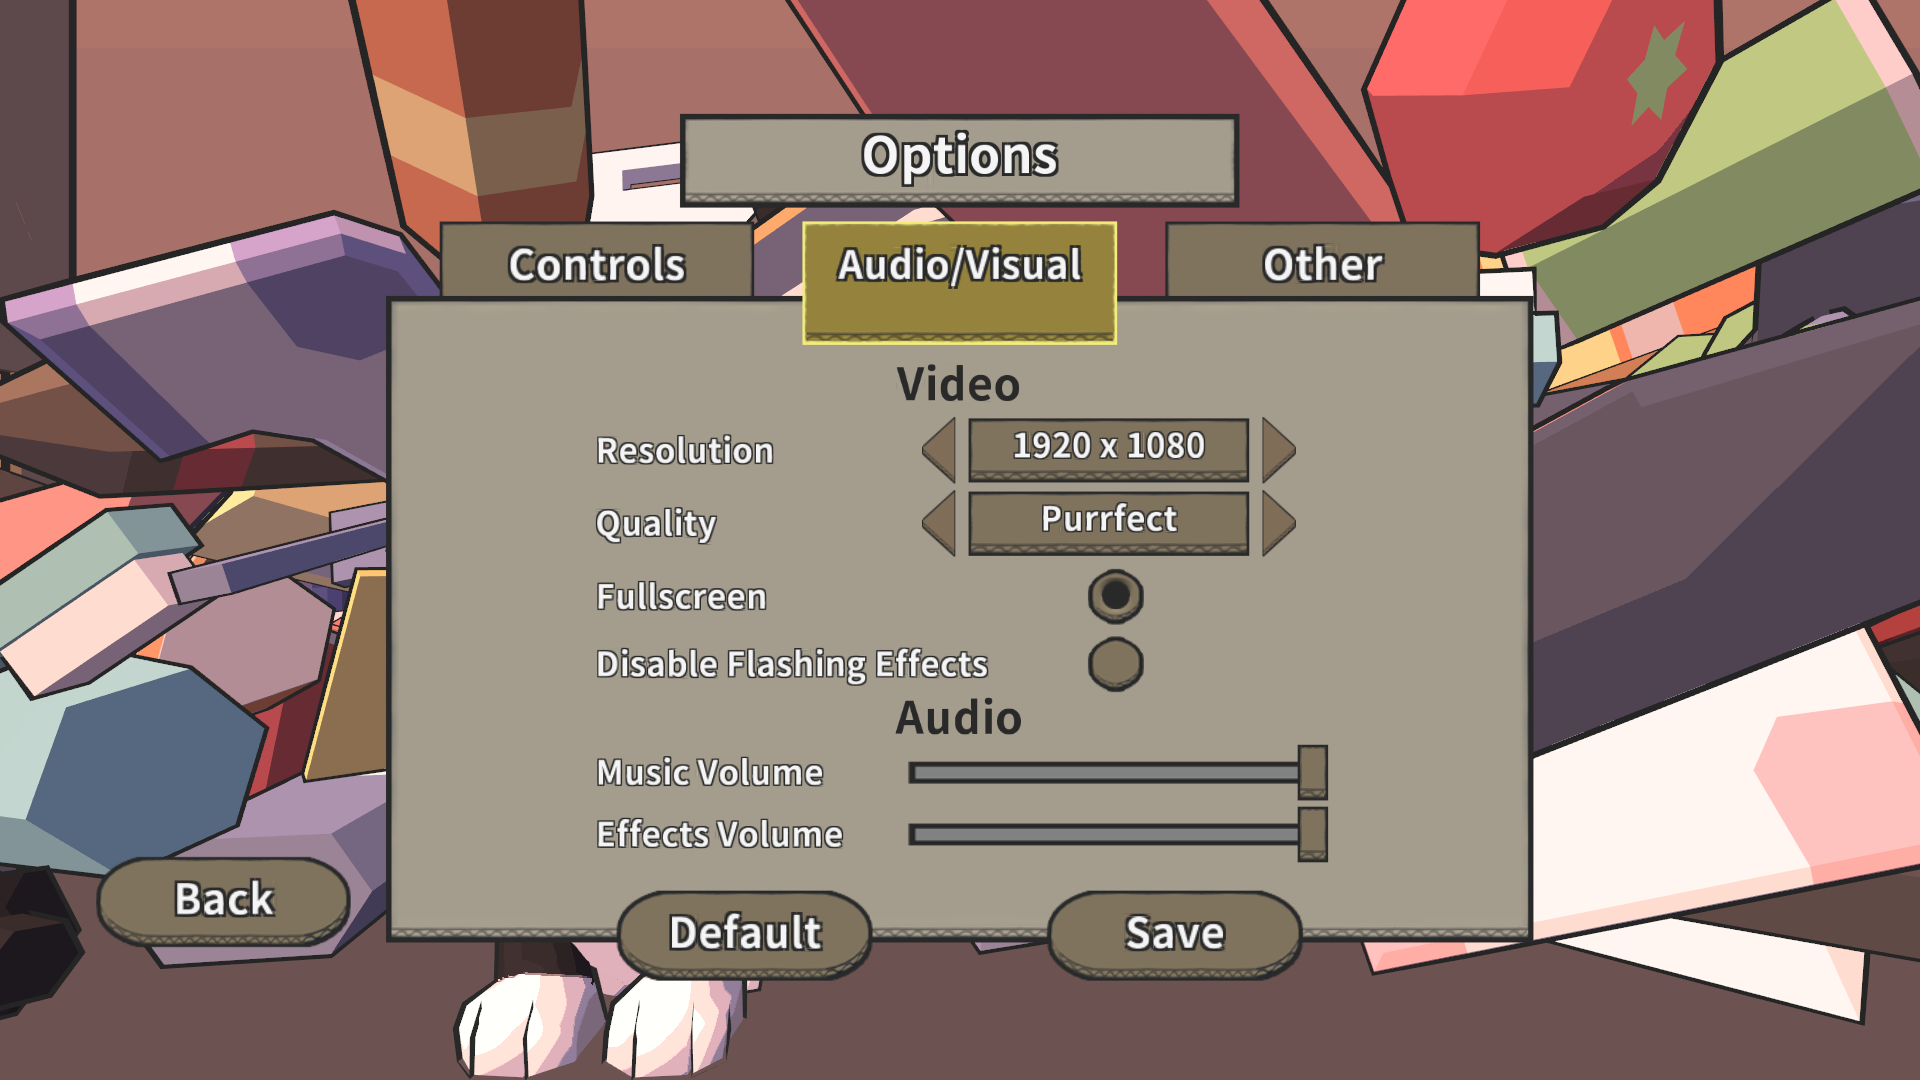 Options
Controls
Audio/Visual
Other
Video
Resolution
1920 x 1080
Quality
Purrfect
Fullscreen
Disable Flashing Effects
Audio
Music Volume
Effects Volume
Back
Default
Save